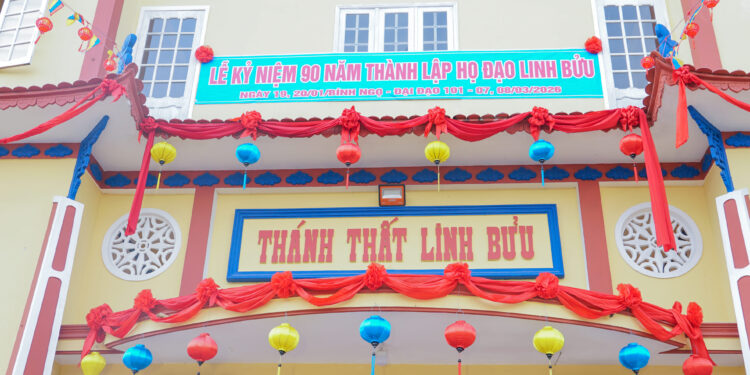 LỄ KỶ NIỆM 90 NĂM THÀNH LẬP HỌ ĐẠO LINH BỬU
NGÀY 19, 20/01/BÍNH NGỌ - ĐẠI ĐẠO 101 - 07, 08/03/2026
THÁNH THẤT LINH BỬU